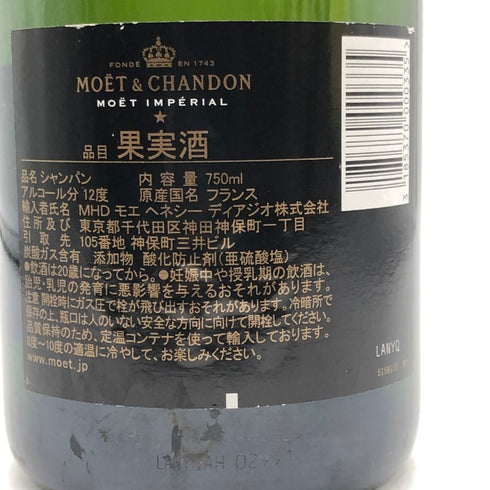 FONDÉ EN 1743
MOËT & CHANDON
MOËT IMPÉRIAL
品目 果実酒
品名 シャンパン 内容量 750ml
アルコール分 12度 原産国名 フランス
輸入者氏名 MHD モエ ヘネシー ディアジオ株式会社
住所及び 東京都千代田区神田神保町一丁目
引取先 105番地 神保町三井ビル
炭酸ガス含有 添加物 酸化防止剤(亜硫酸塩)
●飲酒は20歳になってから。●妊娠中や授乳期の飲酒は、
胎児・乳児の発育に悪影響を与えるおそれがあります。
注意 開栓時にガス圧で栓が飛び出すおそれがあります。冷暗所で
保存の上、瓶口は人のいない安全な方向に向けて開栓してください。
品質保持のため、定温コンテナを使って輸入しております。
8度〜10度の適温に冷やして、お楽しみください。
www.moet.jp
3 185370 000335
LANYQ